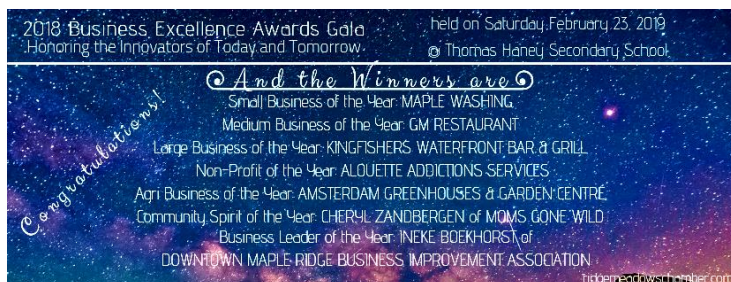 2018 Business Excellence Awards Gala
Honoring the Innovators of Today and Tomorrow
held on Saturday February 23, 2019
@ Thomas Haney Secondary School
And the Winners are
Congratulations!
Small Business of the Year: MAPLE WASHING
Medium Business of the Year: GM RESTAURANT
Large Business of the Year: KINGFISHERS WATERFRONT BAR & GRILL
Non-Profit of the Year: ALOUETTE ADDICTIONS SERVICES
Agri Business of the Year: AMSTERDAM GREENHOUSES & GARDEN CENTRE
Community Spirit of the Year: CHERYL ZANDBERGEN of MOMS GONE WILD
Business Leader of the Year: INEKE BOEKHORST of
DOWNTOWN MAPLE RIDGE BUSINESS IMPROVEMENT ASSOCIATION
ridgemeadowschamber.com